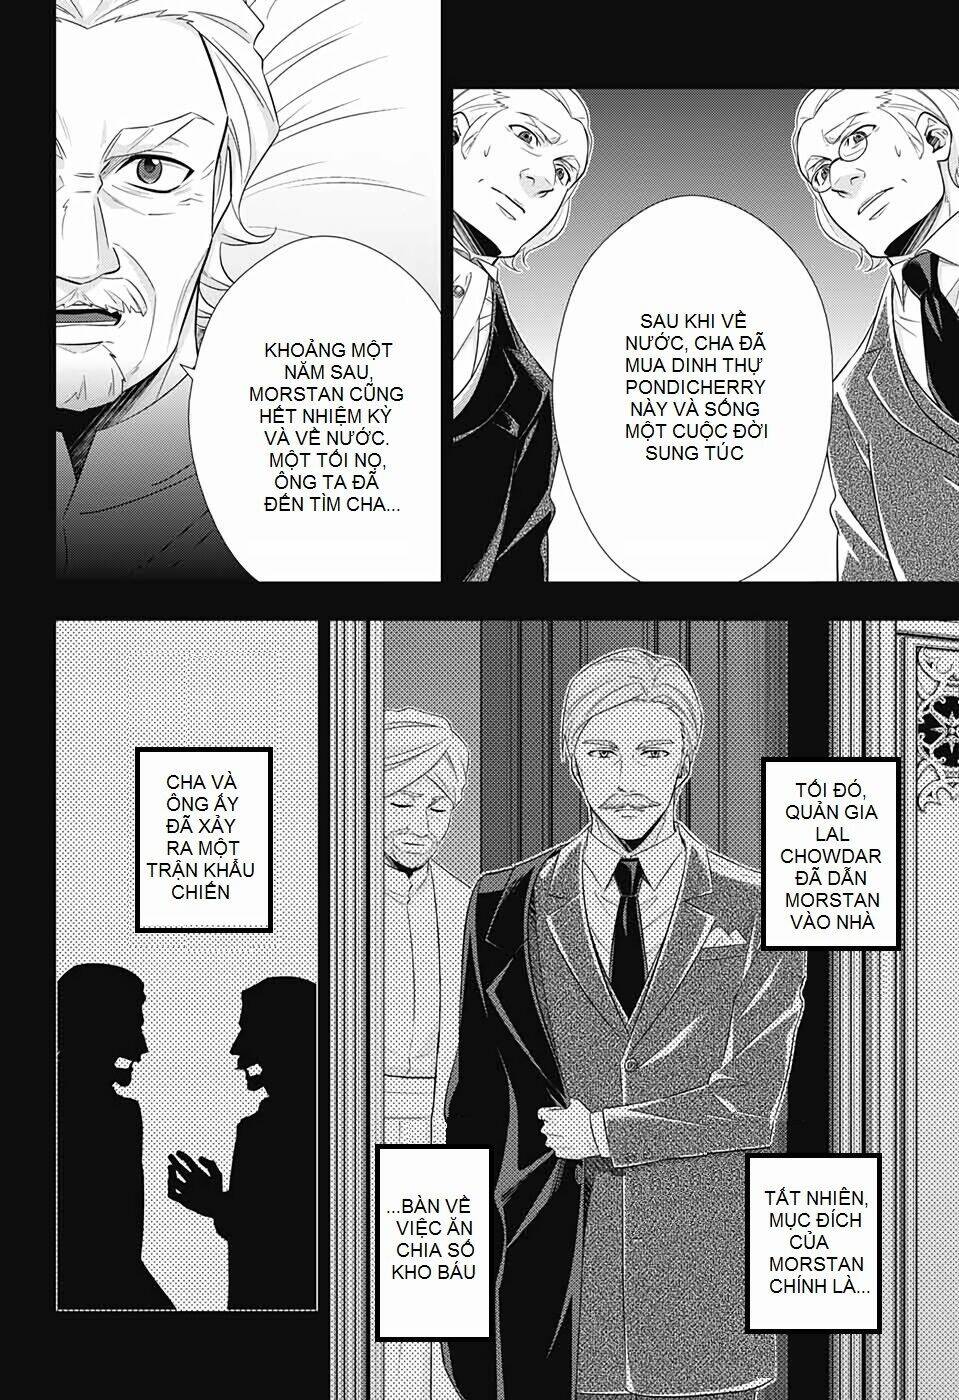 SAU KHI VỀ
NƯỚC, CHA ĐÃ
MUA DINH THỰ
PONDICHERRY
NÀY VÀ SỐNG
MỘT CUỘC ĐỜI
SUNG TÚC
KHOẢNG MỘT
NĂM SAU,
MORSTAN CŨNG
HẾT NHIỆM KỲ
VÀ VỀ NƯỚC.
MỘT TỐI NỌ,
ÔNG TA ĐÃ
ĐẾN TÌM CHA...
TỐI ĐÓ,
QUẢN GIA
LAL
CHOWDAR
ĐÃ DẪN
MORSTAN
VÀO NHÀ
TẤT NHIÊN,
MỤC ĐÍCH
CỦA
MORSTAN
CHÍNH LÀ...
...BÀN VỀ
VIỆC ĂN
CHIA SỐ
KHO BÁU
CHA VÀ
ÔNG ẤY
ĐÃ XẢY
RA MỘT
TRẬN KHẨU
CHIẾN